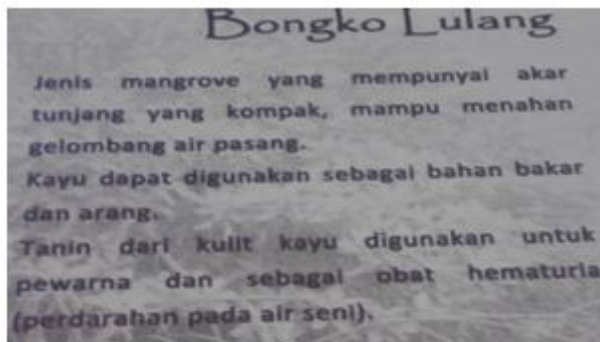 Bongko Lulang
Jenis mangrove yang mempunyai akar
tunjang yang kompak, mampu menahan
gelombang air pasang.
Kayu dapat digunakan sebagai bahan bakar
dan arang.
Tanin dari kulit kayu digunakan untuk
pewarna dan sebagai obat hematuria
(perdarahan pada air seni).